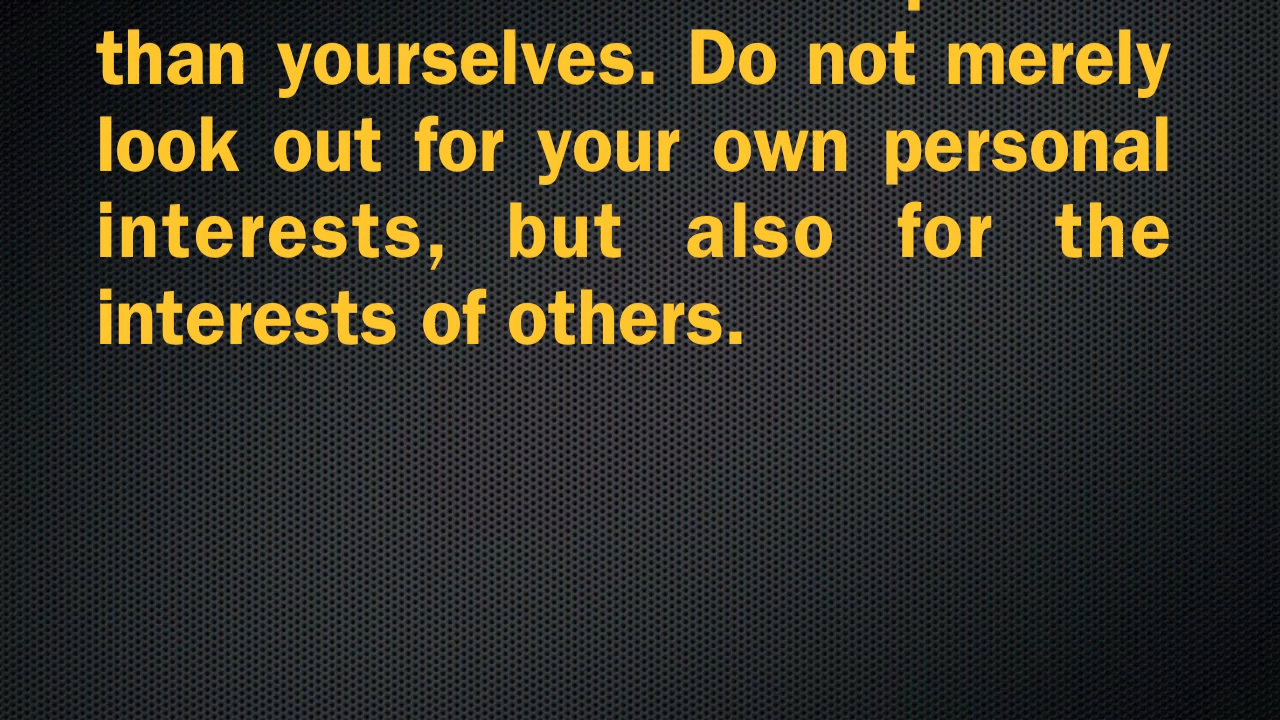 than yourselves. Do not merely
look out for your own personal
interests, but also for the
interests of others.